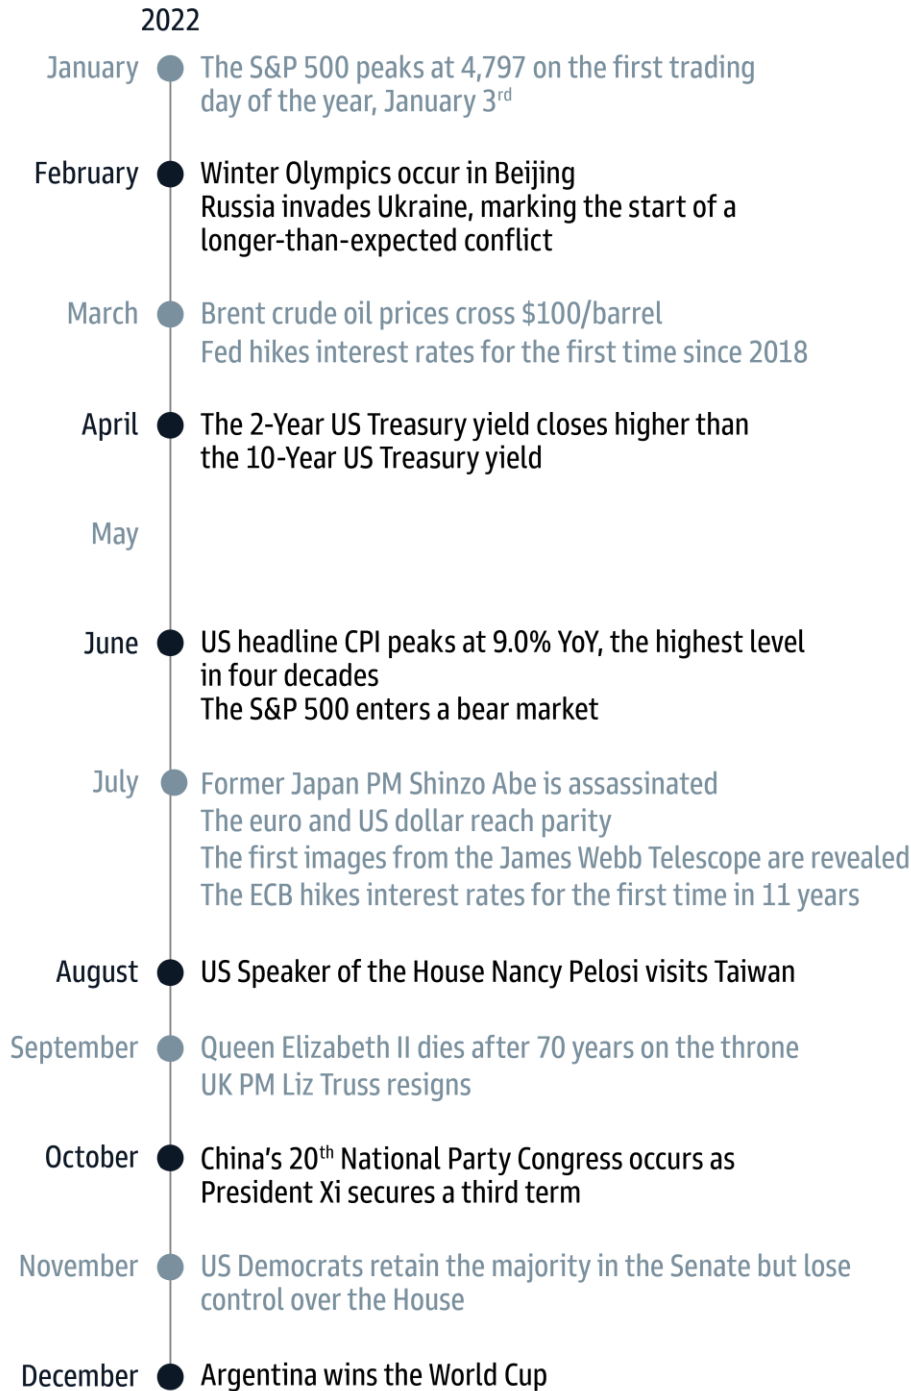 2022
January
The S&P 500 peaks at 4,797 on the first trading
day of the year, January 3rd
February
Winter Olympics occur in Beijing
Russia invades Ukraine, marking the start of a
longer-than-expected conflict
March
Brent crude oil prices cross $100/barrel
Fed hikes interest rates for the first time since 2018
April
The 2-Year US Treasury yield closes higher than
the 10-Year US Treasury yield
May
June
US headline CPI peaks at 9.0% YoY, the highest level
in four decades
The S&P 500 enters a bear market
July
Former Japan PM Shinzo Abe is assassinated
The euro and US dollar reach parity
The first images from the James Webb Telescope are revealed
The ECB hikes interest rates for the first time in 11 years
August
US Speaker of the House Nancy Pelosi visits Taiwan
September
Queen Elizabeth II dies after 70 years on the throne
UK PM Liz Truss resigns
October
China's 20th National Party Congress occurs as
President Xi secures a third term
November
US Democrats retain the majority in the Senate but lose
control over the House
December
Argentina wins the World Cup